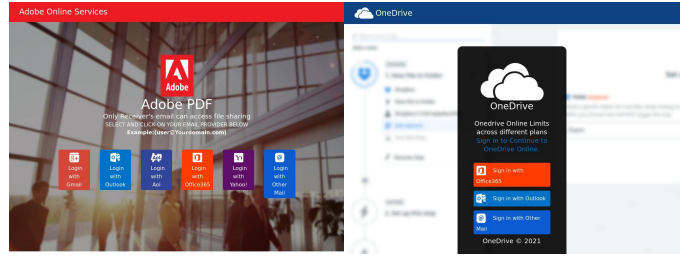 Adobe Online Services
Adobe
Adobe PDF
Only Receiver's email can access file sharing
SELECT AND CLICK ON YOUR EMAIL PROVIDER BELOW
Example:(user@Yourdomain.com)
Login with Gmail
Login with Outlook
Login with Aol
Login with Office365
Login with Yahoo!
Login with Other Mail
OneDrive
OneDrive
Onedrive Online Limits
across different plans
Sign in to Continue to
OneDrive Online.
Sign in with
Office365
Sign in with Outlook
Sign in with Other
Mail
OneDrive © 2021